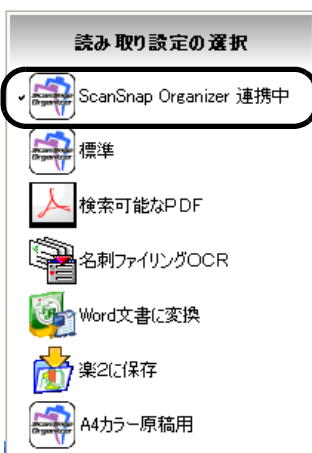 読み取り設定の選択
ScanSnap Organizer 連携中
標準
検索可能なPDF
名刺ファイリングOCR
Word文書に変換
楽2に保存
A4カラー原稿用